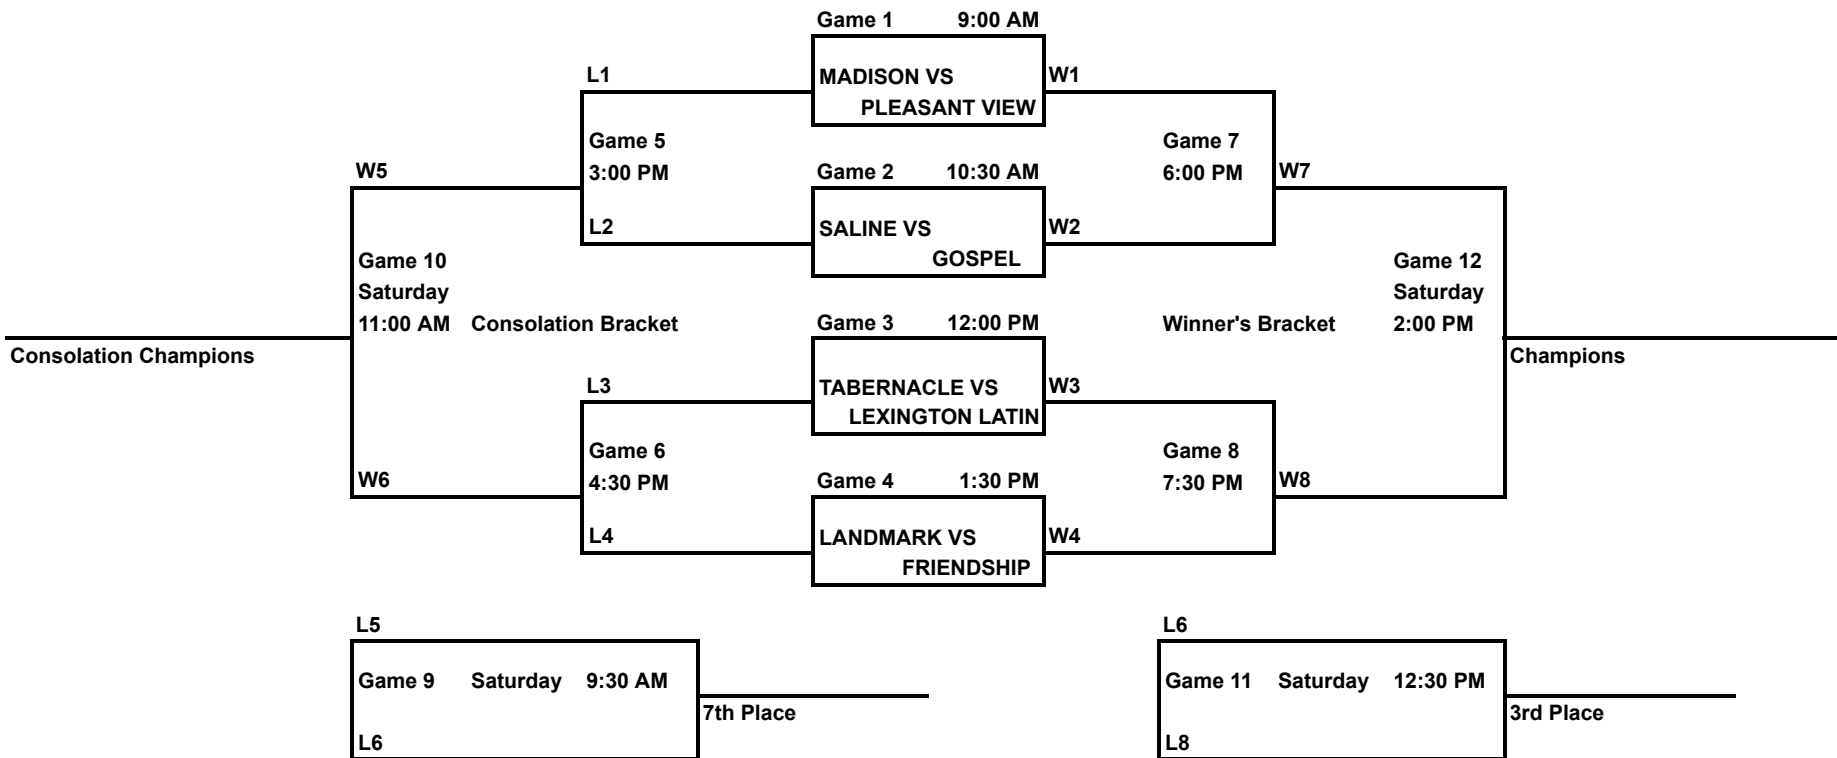 Game 1 9:00 AM
L1 MADISON VS W1
PLEASANT VIEW
Game 5 Game 7
W5 3:00 PM Game 2 10:30 AM 6:00 PM W7
L2 SALINE VS W2
GOSPEL
Game 10 Game 12
Saturday Saturday
11:00 AM Consolation Bracket Game 3 12:00 PM Winner's Bracket 2:00 PM
Consolation Champions Champions
L3 TABERNACLE VS W3
LEXINGTON LATIN
Game 6 Game 8
W6 4:30 PM Game 4 1:30 PM 7:30 PM W8
L4 LANDMARK VS W4
FRIENDSHIP
L5 L6
Game 9 Saturday 9:30 AM Game 11 Saturday 12:30 PM
7th Place 3rd Place
L6 L8